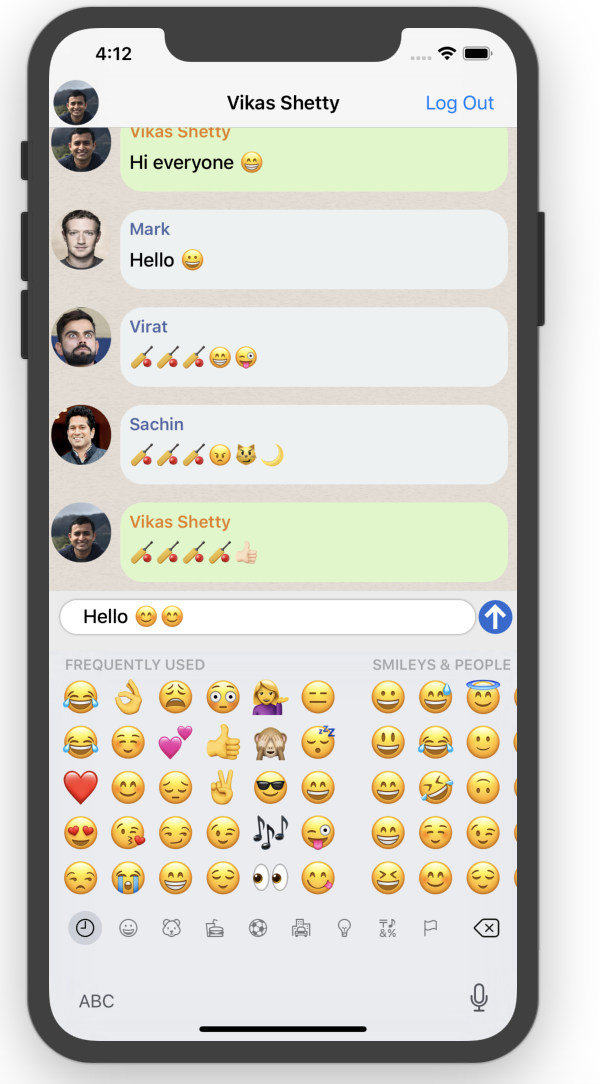 4:12
Vikas Shetty
Log Out
Vikas Shetty
Hi everyone 😁
Mark
Hello 😀
Virat
🏏🏏🏏😁😜
Sachin
🏏🏏🏏😠😼🌙
Vikas Shetty
🏏🏏🏏🏏👍🏻
Hello 😊😊
FREQUENTLY USED
SMILEYS & PEOPLE
ABC